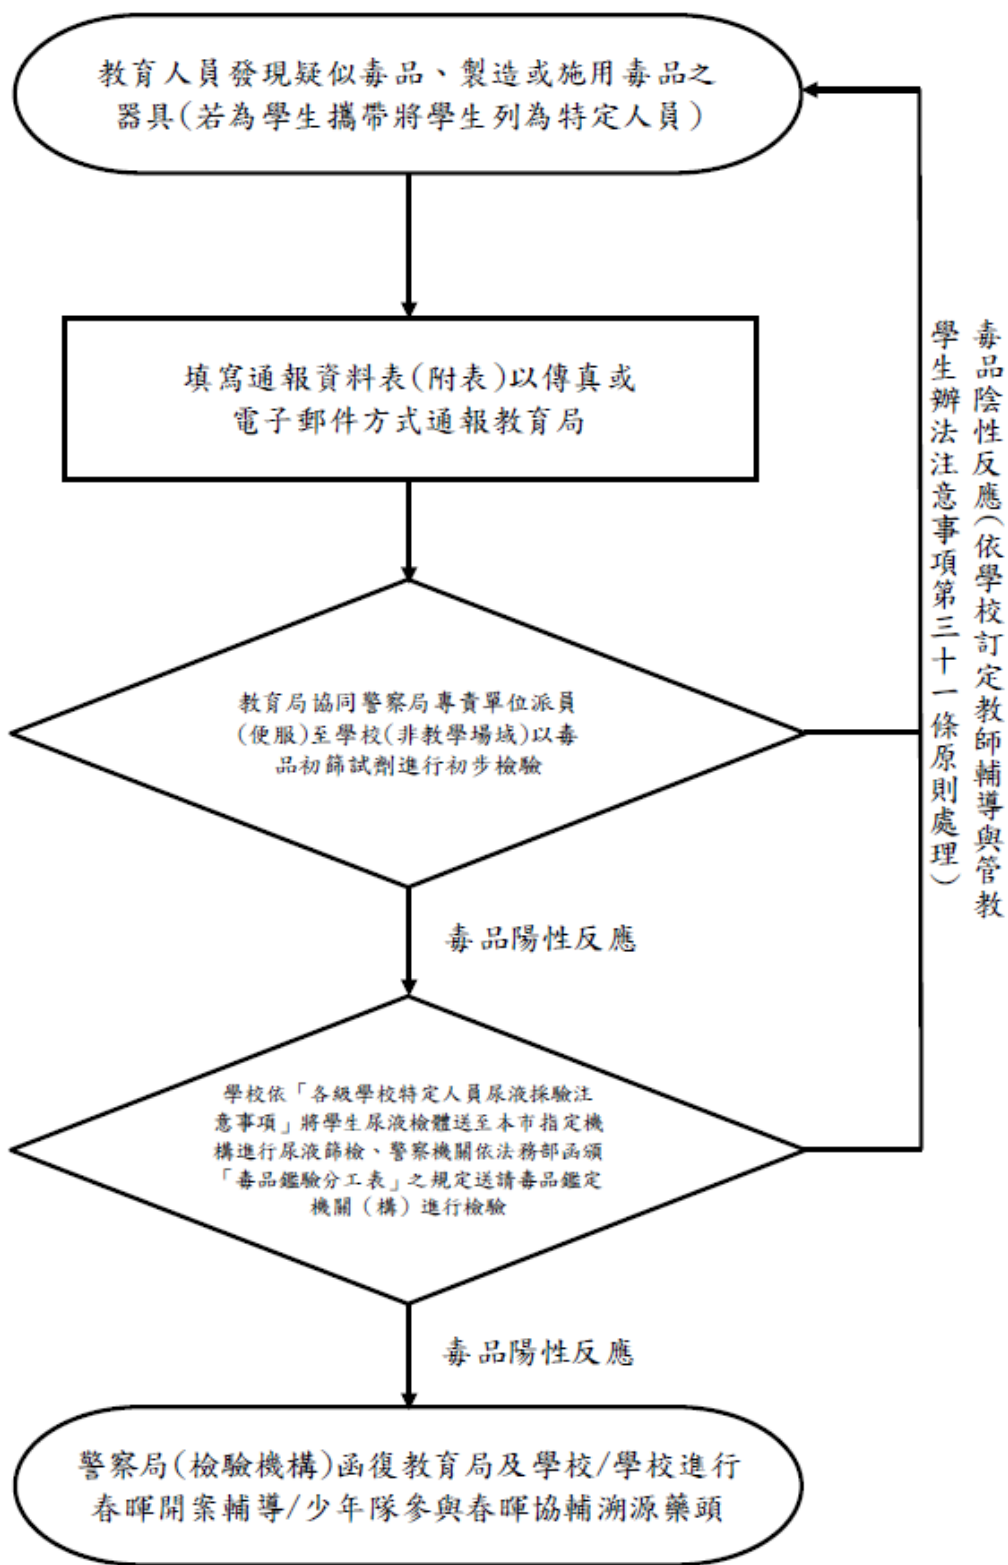 教育人員發現疑似毒品、製造或施用毒品之
器具(若為學生攜帶將學生列為特定人員)
填寫通報資料表(附表)以傳真或
電子郵件方式通報教育局
教育局協同警察局專責單位派員
(便服)至學校(非教學場域)以毒
品初篩試劑進行初步檢驗
毒品陽性反應
學校依「各級學校特定人員尿液採驗注
意事項」將學生尿液檢體送至本市指定機
構進行尿液篩檢、警察機關依法務部函頒
「毒品鑑驗分工表」之規定送請毒品鑑定
機關（構）進行檢驗
毒品陽性反應
警察局(檢驗機構)函復教育局及學校/學校進行
春暉開案輔導/少年隊參與春暉協輔溯源藥頭
毒品陰性反應(依學校訂定教師輔導與管教
學生辦法注意事項第三十一條原則處理)